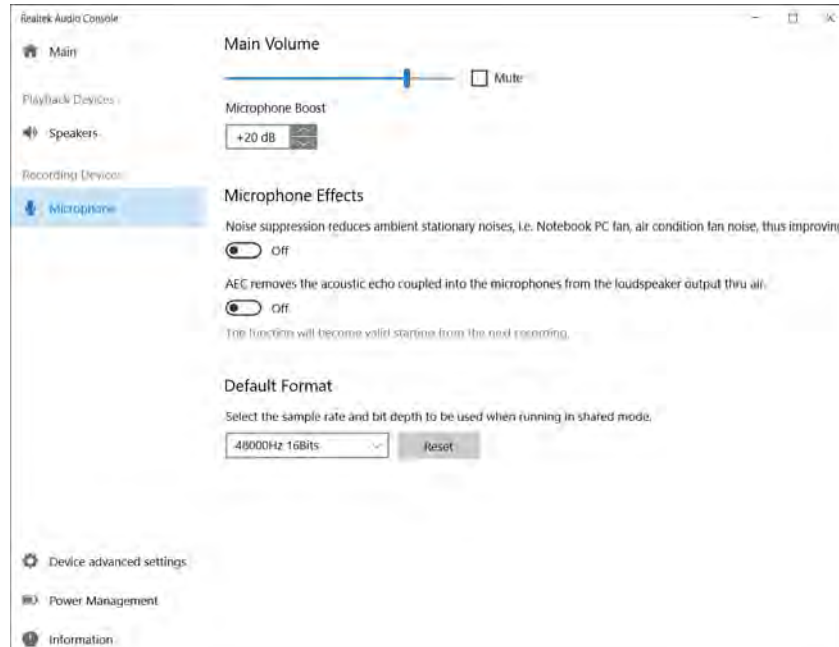 Realtek Audio Console
Main
Playback Devices
Speakers
Recording Devices
Microphone
Main Volume
Mute
Microphone Boost
+20 dB
Microphone Effects
Noise suppression reduces ambient stationary noises, i.e. Notebook PC fan, air condition fan noise, thus improving
Off
AEC removes the acoustic echo coupled into the microphones from the loudspeaker output thru air.
Off
The function will become valid starting from the next recording.
Default Format
Select the sample rate and bit depth to be used when running in shared mode.
48000Hz 16Bits
Reset
Device advanced settings
Power Management
Information